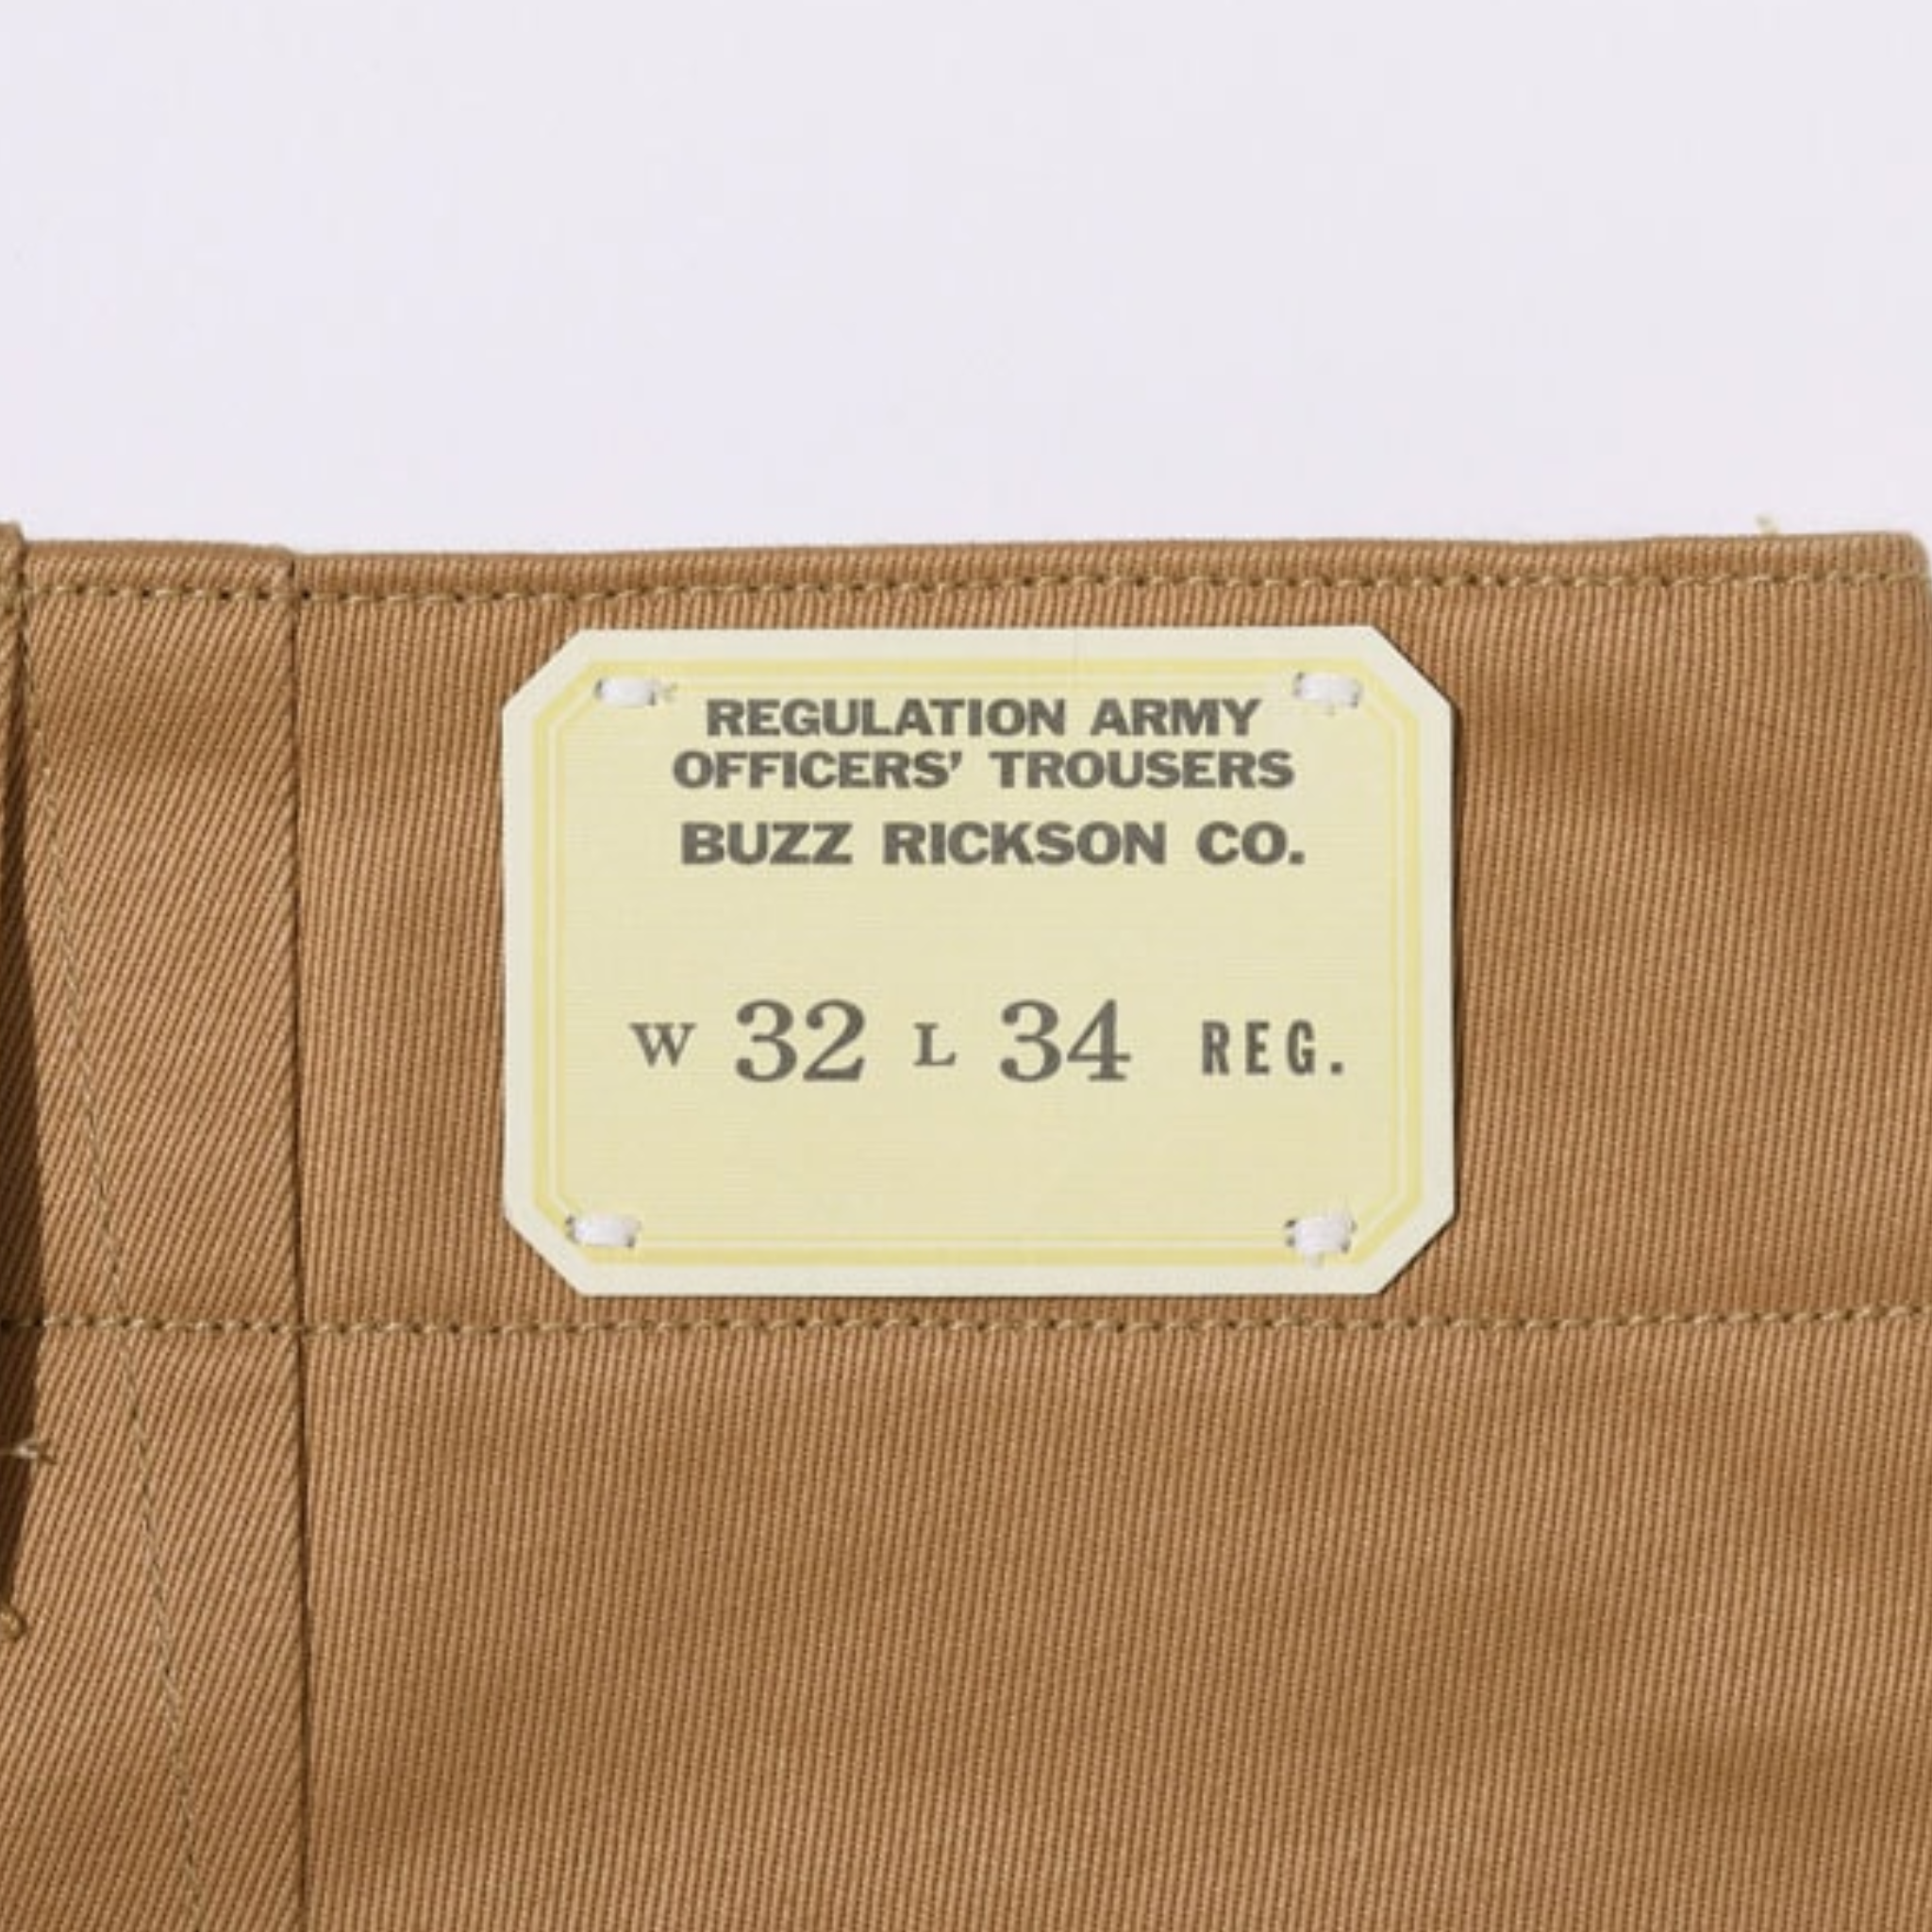 REGULATION ARMY
OFFICERS’ TROUSERS
BUZZ RICKSON CO.
W 32 L 34 REG.